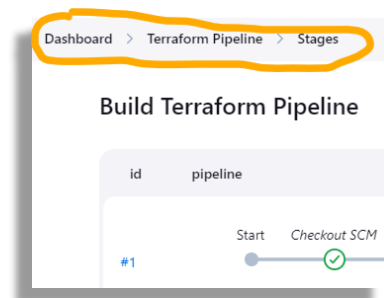 Dashboard > Terraform Pipeline > Stages
Build Terraform Pipeline
id pipeline
Start Checkout SCM
#1